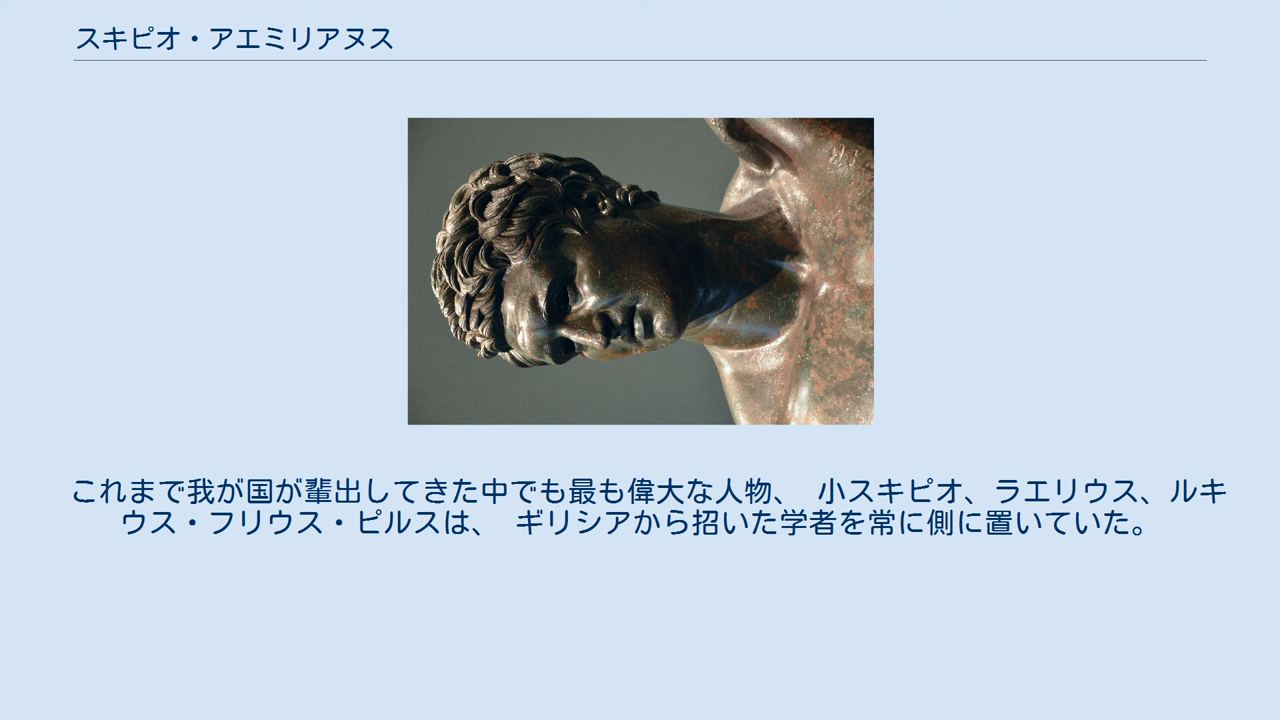 スキピオ・アエミリアヌス
これまで我が国が輩出してきた中でも最も偉大な人物、 小スキピオ、ラエリウス、ルキ
ウス・フリウス・ピルスは、 ギリシアから招いた学者を常に側に置いていた。